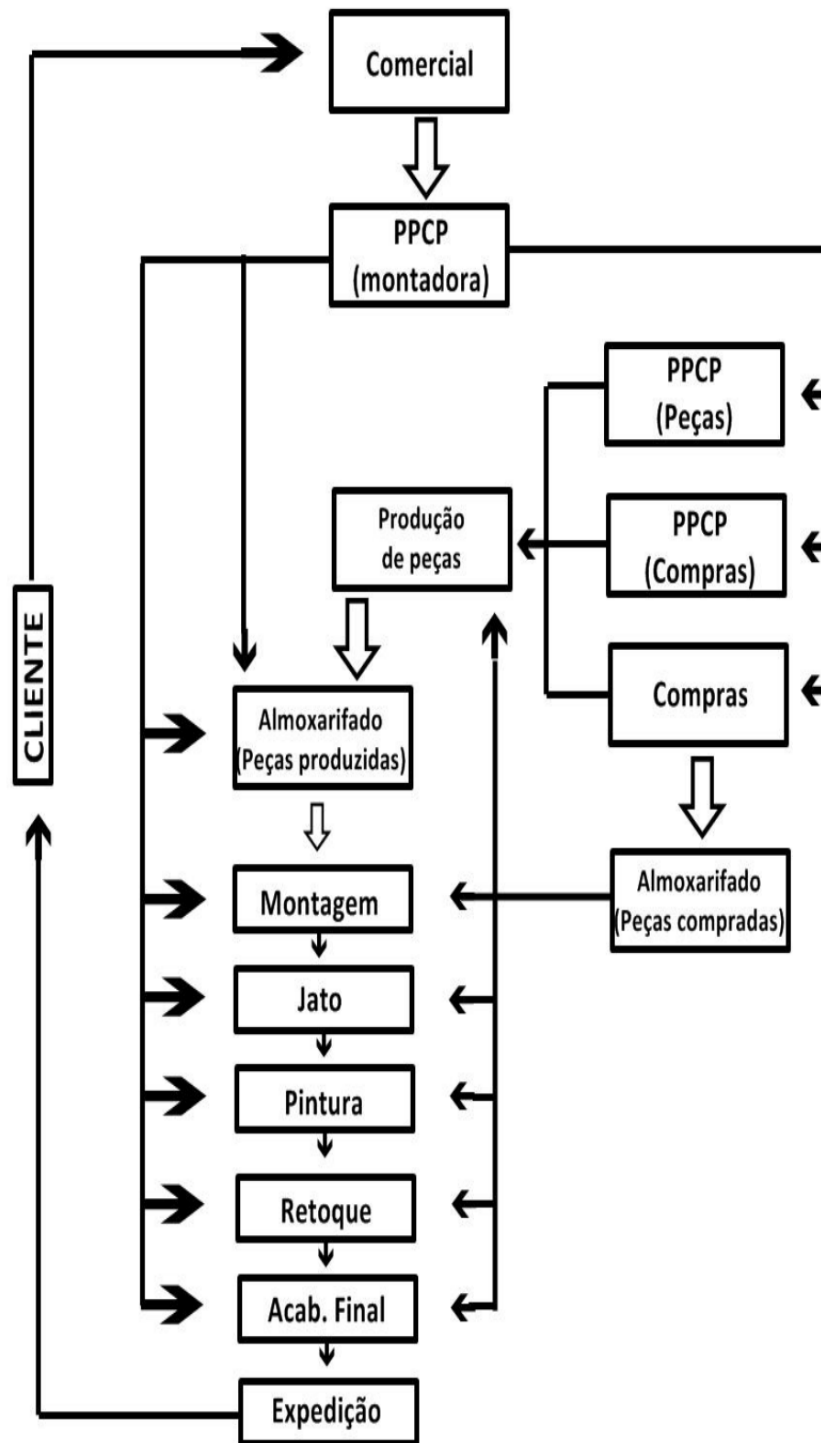 Comercial
PPCP
(montadora)
PPCP
(Peças)
Produção
de peças
PPCP
(Compras)
CLIENTE
Almoxarifado
(Peças produzidas)
Compras
Montagem
Almoxarifado
(Peças compradas)
Jato
Pintura
Retoque
Acab. Final
Expedição